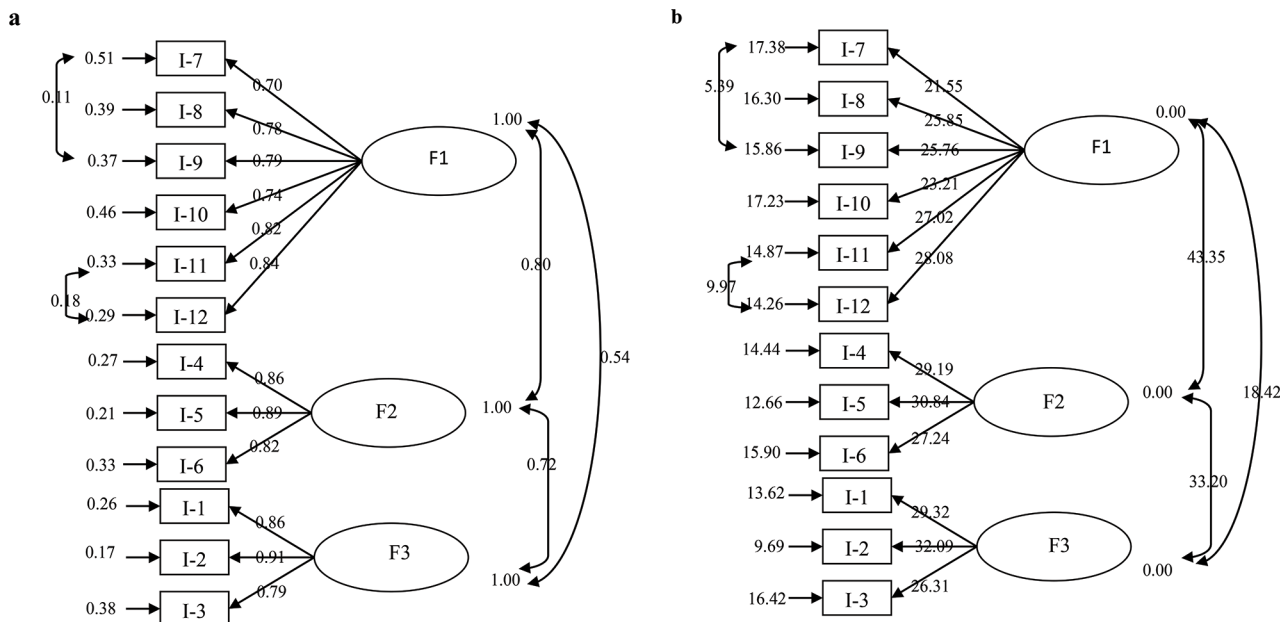 a
0.51 I-7 0.70
0.39 I-8 0.78
0.11
0.37 I-9 0.79
0.46 I-10 0.74
0.33 I-11 0.82
0.18
0.29 I-12 0.84
F1
1.00
0.80
0.54
0.27 I-4 0.86
0.21 I-5 0.89
0.33 I-6 0.82
F2
1.00
0.72
0.26 I-1 0.86
0.17 I-2 0.91
0.38 I-3 0.79
F3
1.00
b
17.38 I-7 21.55
16.30 I-8 25.85
5.39
15.86 I-9 25.76
17.23 I-10 23.21
14.87 I-11 27.02
9.97
14.26 I-12 28.08
F1
0.00
43.35
18.42
14.44 I-4 29.19
12.66 I-5 30.84
15.90 I-6 27.24
F2
0.00
33.20
13.62 I-1 29.32
9.69 I-2 32.09
16.42 I-3 26.31
F3
0.00